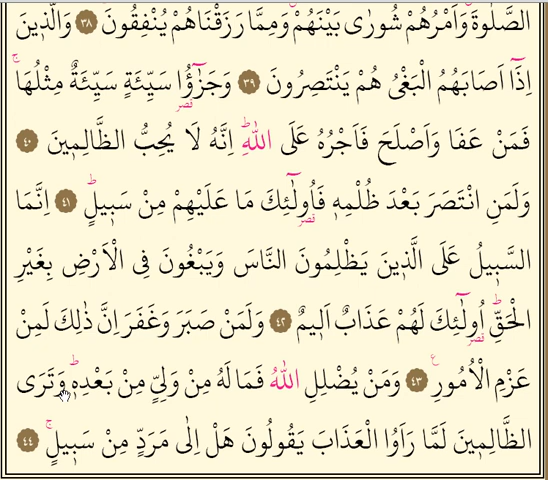 الصَّلٰوةَ وَاَمْرُهُمْ شُورٰى بَيْنَهُمْ وَمِمَّا رَزَقْنَاهُمْ يُنْفِقُونَ ٣٨ وَالَّذِينَ
اِذَٓا اَصَابَهُمُ الْبَغْىُ هُمْ يَنْتَصِرُونَ ٣٩ وَجَزٰٓؤُا سَيِّئَةٍ سَيِّئَةٌ مِثْلُهَا ۚ
فَمَنْ عَفَا وَاَصْلَحَ فَاَجْرُهُ عَلَى اللّٰهِ ۜ اِنَّهُ لَا يُحِبُّ الظَّالِمِينَ ٤٠
وَلَمَنِ انْتَصَرَ بَعْدَ ظُلْمِهِ فَاُولٰٓئِكَ مَا عَلَيْهِمْ مِنْ سَبِيلٍ ۜ ٤١ اِنَّمَا
السَّبِيلُ عَلَى الَّذِينَ يَظْلِمُونَ النَّاسَ وَيَبْغُونَ فِى الْاَرْضِ بِغَيْرِ
الْحَقِّ ۜ اُولٰٓئِكَ لَهُمْ عَذَابٌ اَلِيمٌ ٤٢ وَلَمَنْ صَبَرَ وَغَفَرَ اِنَّ ذٰلِكَ لَمِنْ
عَزْمِ الْاُمُورِ ٤٣ وَمَنْ يُضْلِلِ اللّٰهُ فَمَا لَهُ مِنْ وَلِىٍّ مِنْ بَعْدِهِ ۜ وَتَرَى
الظَّالِمِينَ لَمَّا رَاَوُا الْعَذَابَ يَقُولُونَ هَلْ اِلٰى مَرَدٍّ مِنْ سَبِيلٍ ۚ ٤٤